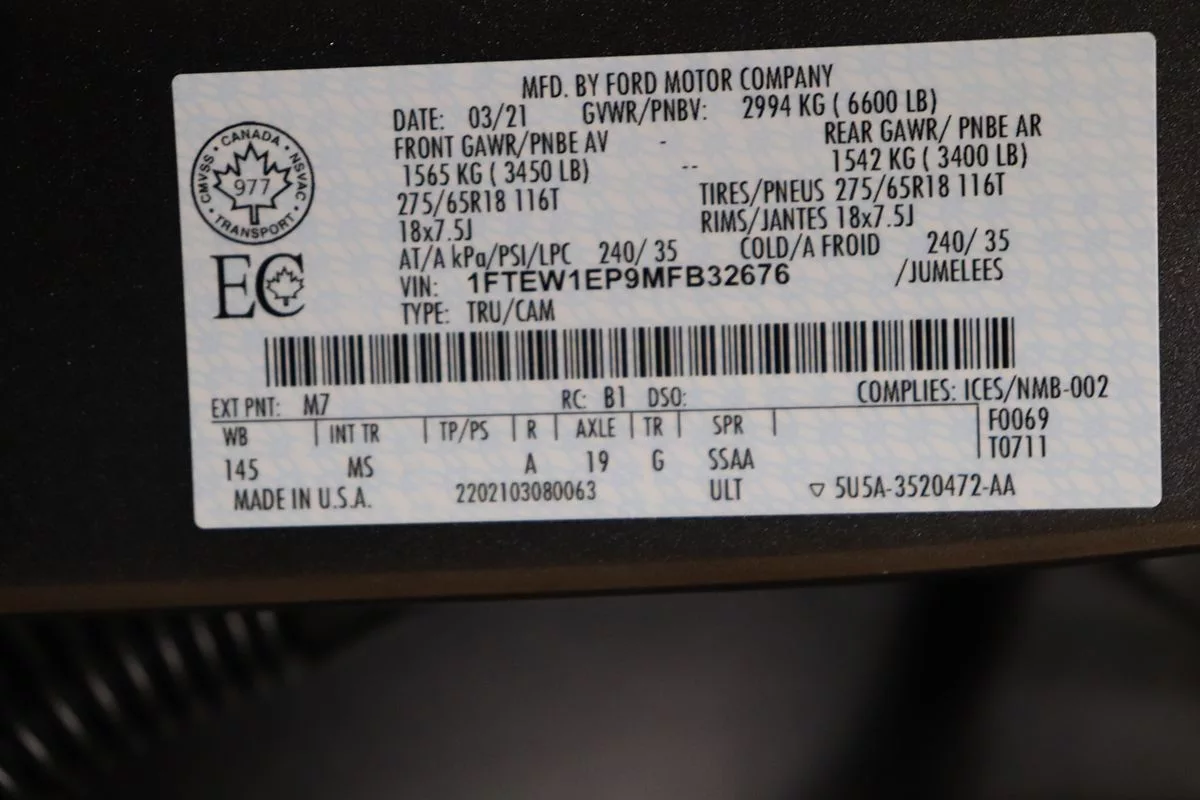 MFD. BY FORD MOTOR COMPANY
DATE: 03/21 GVWR/PNBV: 2994 KG ( 6600 LB)
FRONT GAWR/PNBE AV - REAR GAWR/ PNBE AR
1565 KG ( 3450 LB) -- 1542 KG ( 3400 LB)
275/65R18 116T TIRES/PNEUS 275/65R18 116T
18x7.5J RIMS/JANTES 18x7.5J
AT/A kPa/PSI/LPC 240/ 35 COLD/A FROID 240/ 35
VIN: 1FTEW1EP9MFB32676 /JUMELEES
TYPE: TRU/CAM
CANADA
CMVSS 977 NSVAC
TRANSPORT
EC
EXT PNT: M7 RC: B1 DSO: COMPLIES: ICES/NMB-002
WB | INT TR | TP/PS | R | AXLE | TR | SPR | F0069
T0711
145 MS A 19 G SSAA
MADE IN U.S.A. 2202103080063 ULT ▽ 5U5A-3520472-AA